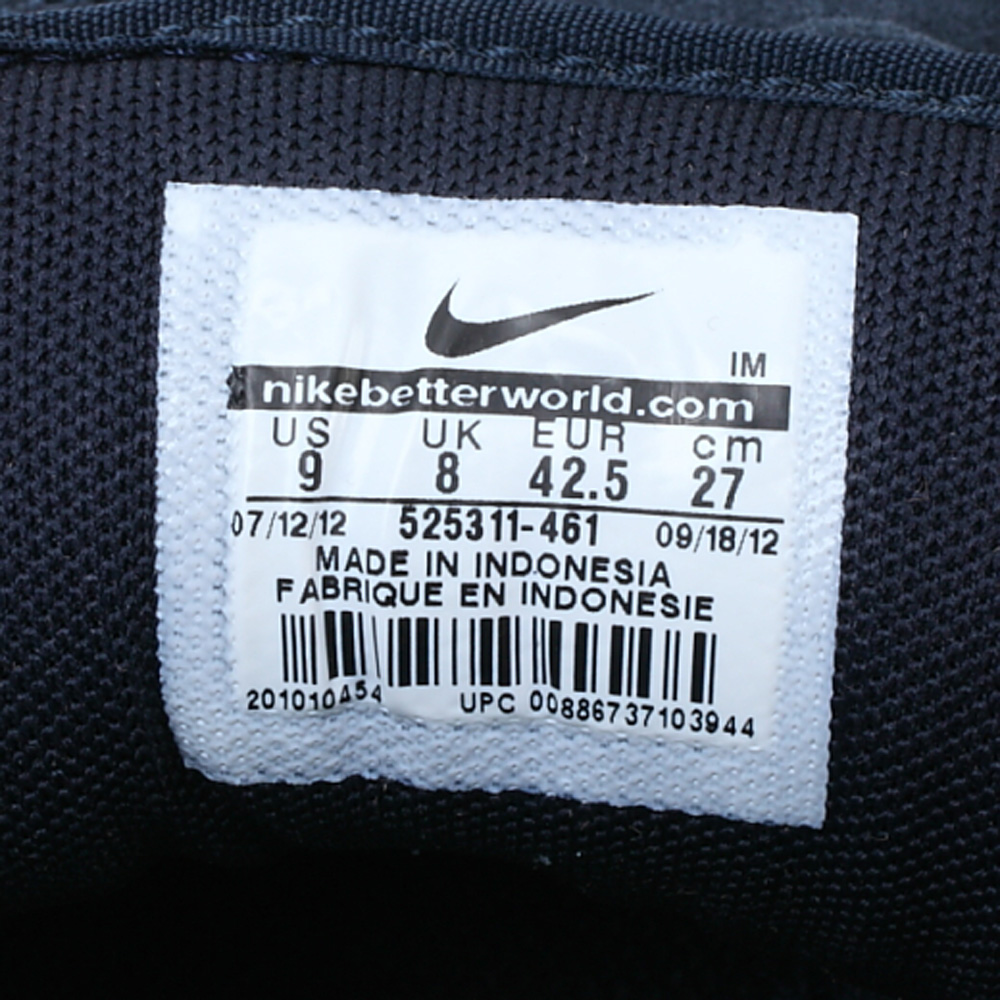 IM
nikebetterworld.com
US UK EUR cm
9 8 42.5 27
07/12/12 525311-461 09/18/12
MADE IN INDONESIA
FABRIQUE EN INDONESIE
201010454 UPC 00886737103944